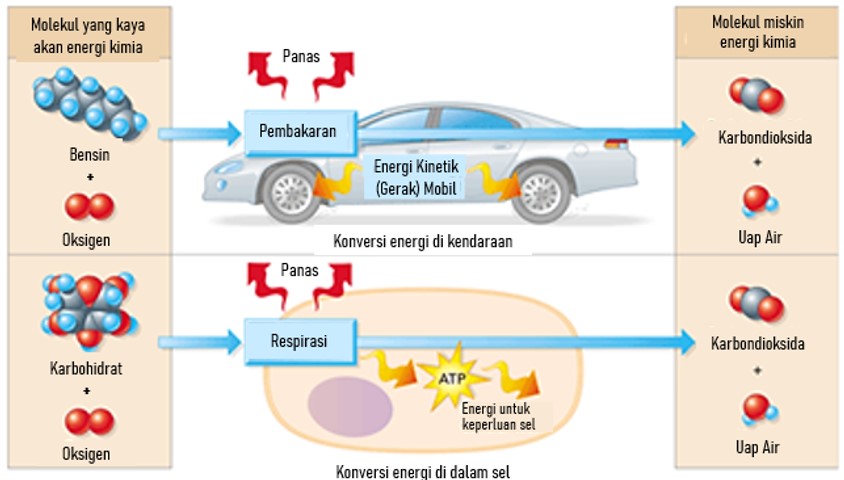 Molekul yang kaya
akan energi kimia
Molekul miskin
energi kimia
Panas
Pembakaran
Energi Kinetik
(Gerak) Mobil
Bensin
+
Oksigen
Karbondioksida
+
Uap Air
Konversi energi di kendaraan
Panas
Respirasi
ATP
Energi untuk
keperluan sel
Karbohidrat
+
Oksigen
Karbondioksida
+
Uap Air
Konversi energi di dalam sel